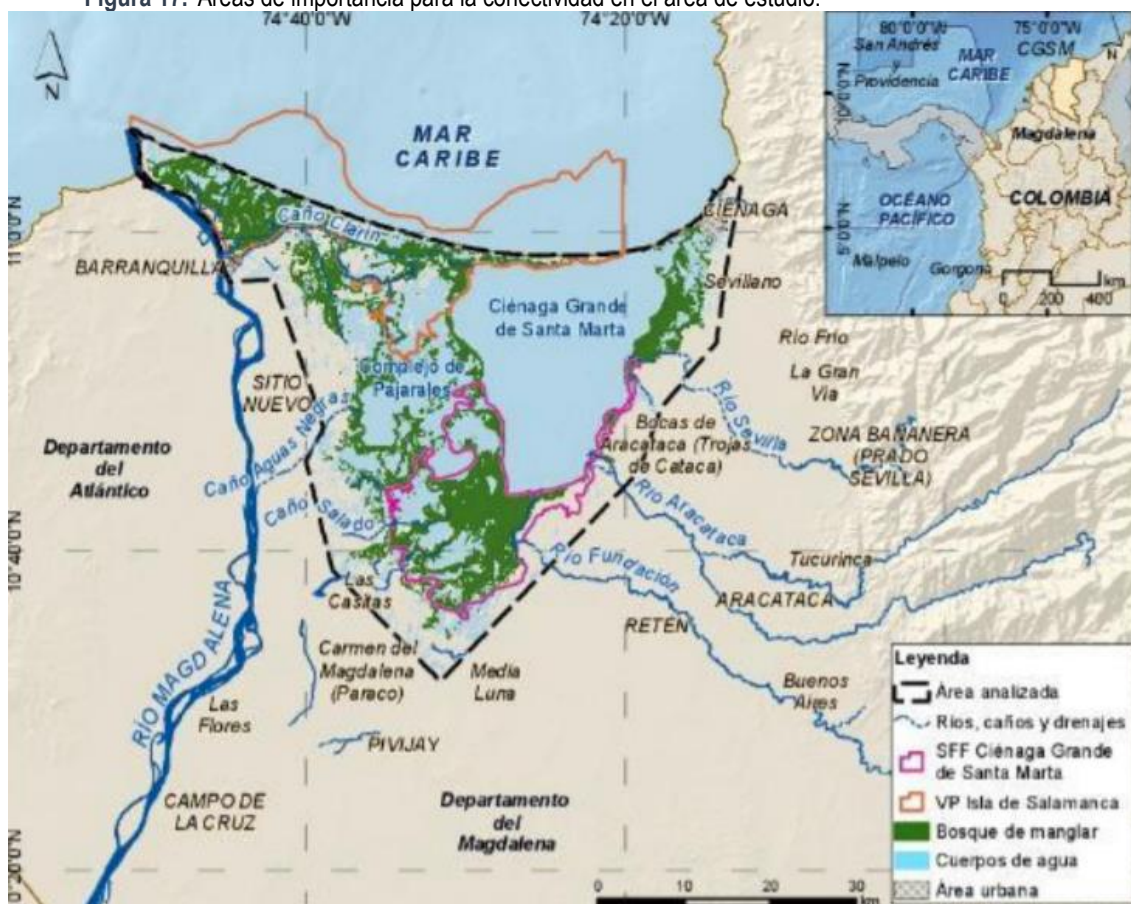 Figura 17. Áreas de importancia para la conectividad en el área de estudio.
74°40'0"W
74°20'0"W
80°0'0"W
75°0'0"W
San Andrés
y
Providencia
MAR
CARIBE
CGSM
N
Magdalena
OCÉANO
PACÍFICO
COLOMBIA
Malpelo
Gorgona
0 200 400
km
N
MAR
CARIBE
CIÉNAGA
Caño Clarín
BARRANQUILLA
Sevillano
Ciénaga Grande
de Santa Marta
Río Frío
La Gran
Vía
Complejo de
Pajarales
SITIO
NUEVO
Caño Aguas Negras
Bocas de
Aracataca (Trojas
de Cataca)
Río Sevilla
ZONA BANANERA
(PRADO
SEVILLA)
Departamento
del
Atlántico
Caño Salado
Río Aracataca
Río Fundación
Tucurinca
ARACATACA
Las
Casitas
RETÉN
RÍO MAGDALENA
Carmen del
Magdalena
(Paraco)
Media
Luna
Buenos
Aires
Las
Flores
PIVIJAY
CAMPO DE
LA CRUZ
Departamento
del
Magdalena
11°0'0"N
10°40'0"N
0°20'0"N
Leyenda
Área analizada
Ríos, caños y drenajes
SFF Ciénaga Grande
de Santa Marta
VP Isla de Salamanca
Bosque de manglar
Cuerpos de agua
Área urbana
0 10 20 30
km